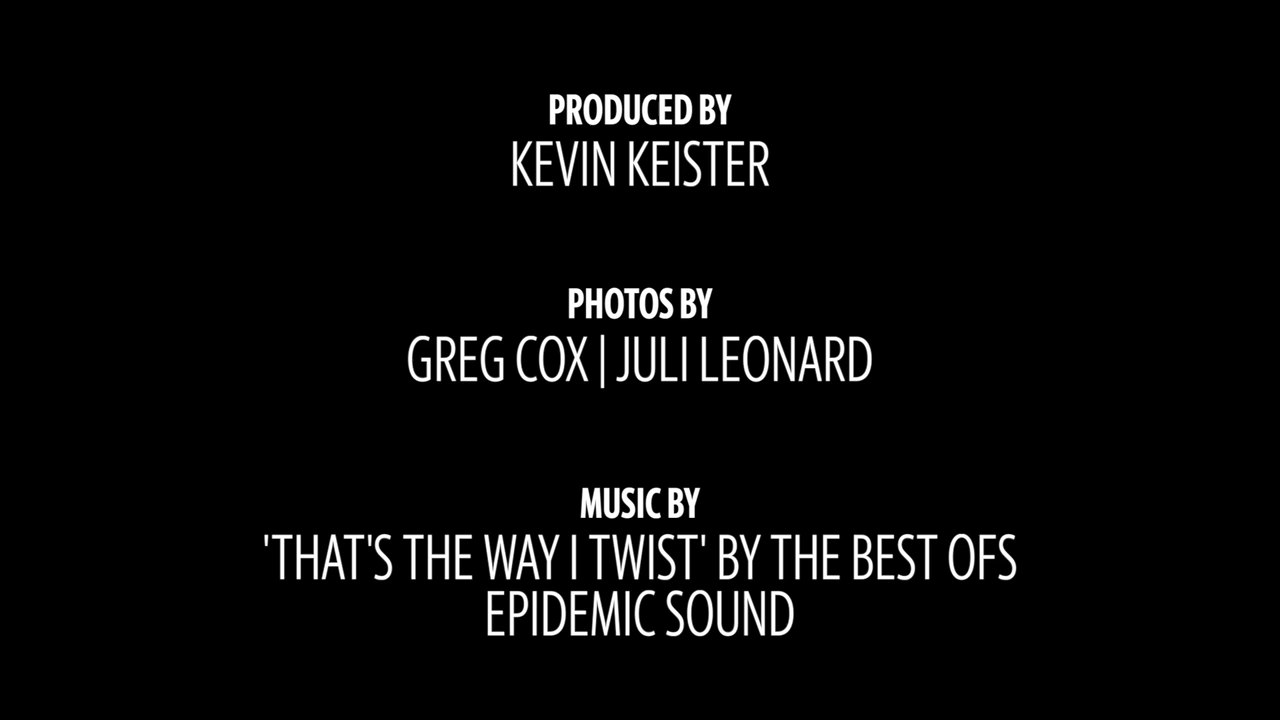 PRODUCED BY
KEVIN KEISTER
PHOTOS BY
GREG COX | JULI LEONARD
MUSIC BY
'THAT'S THE WAY I TWIST' BY THE BEST OFS
EPIDEMIC SOUND